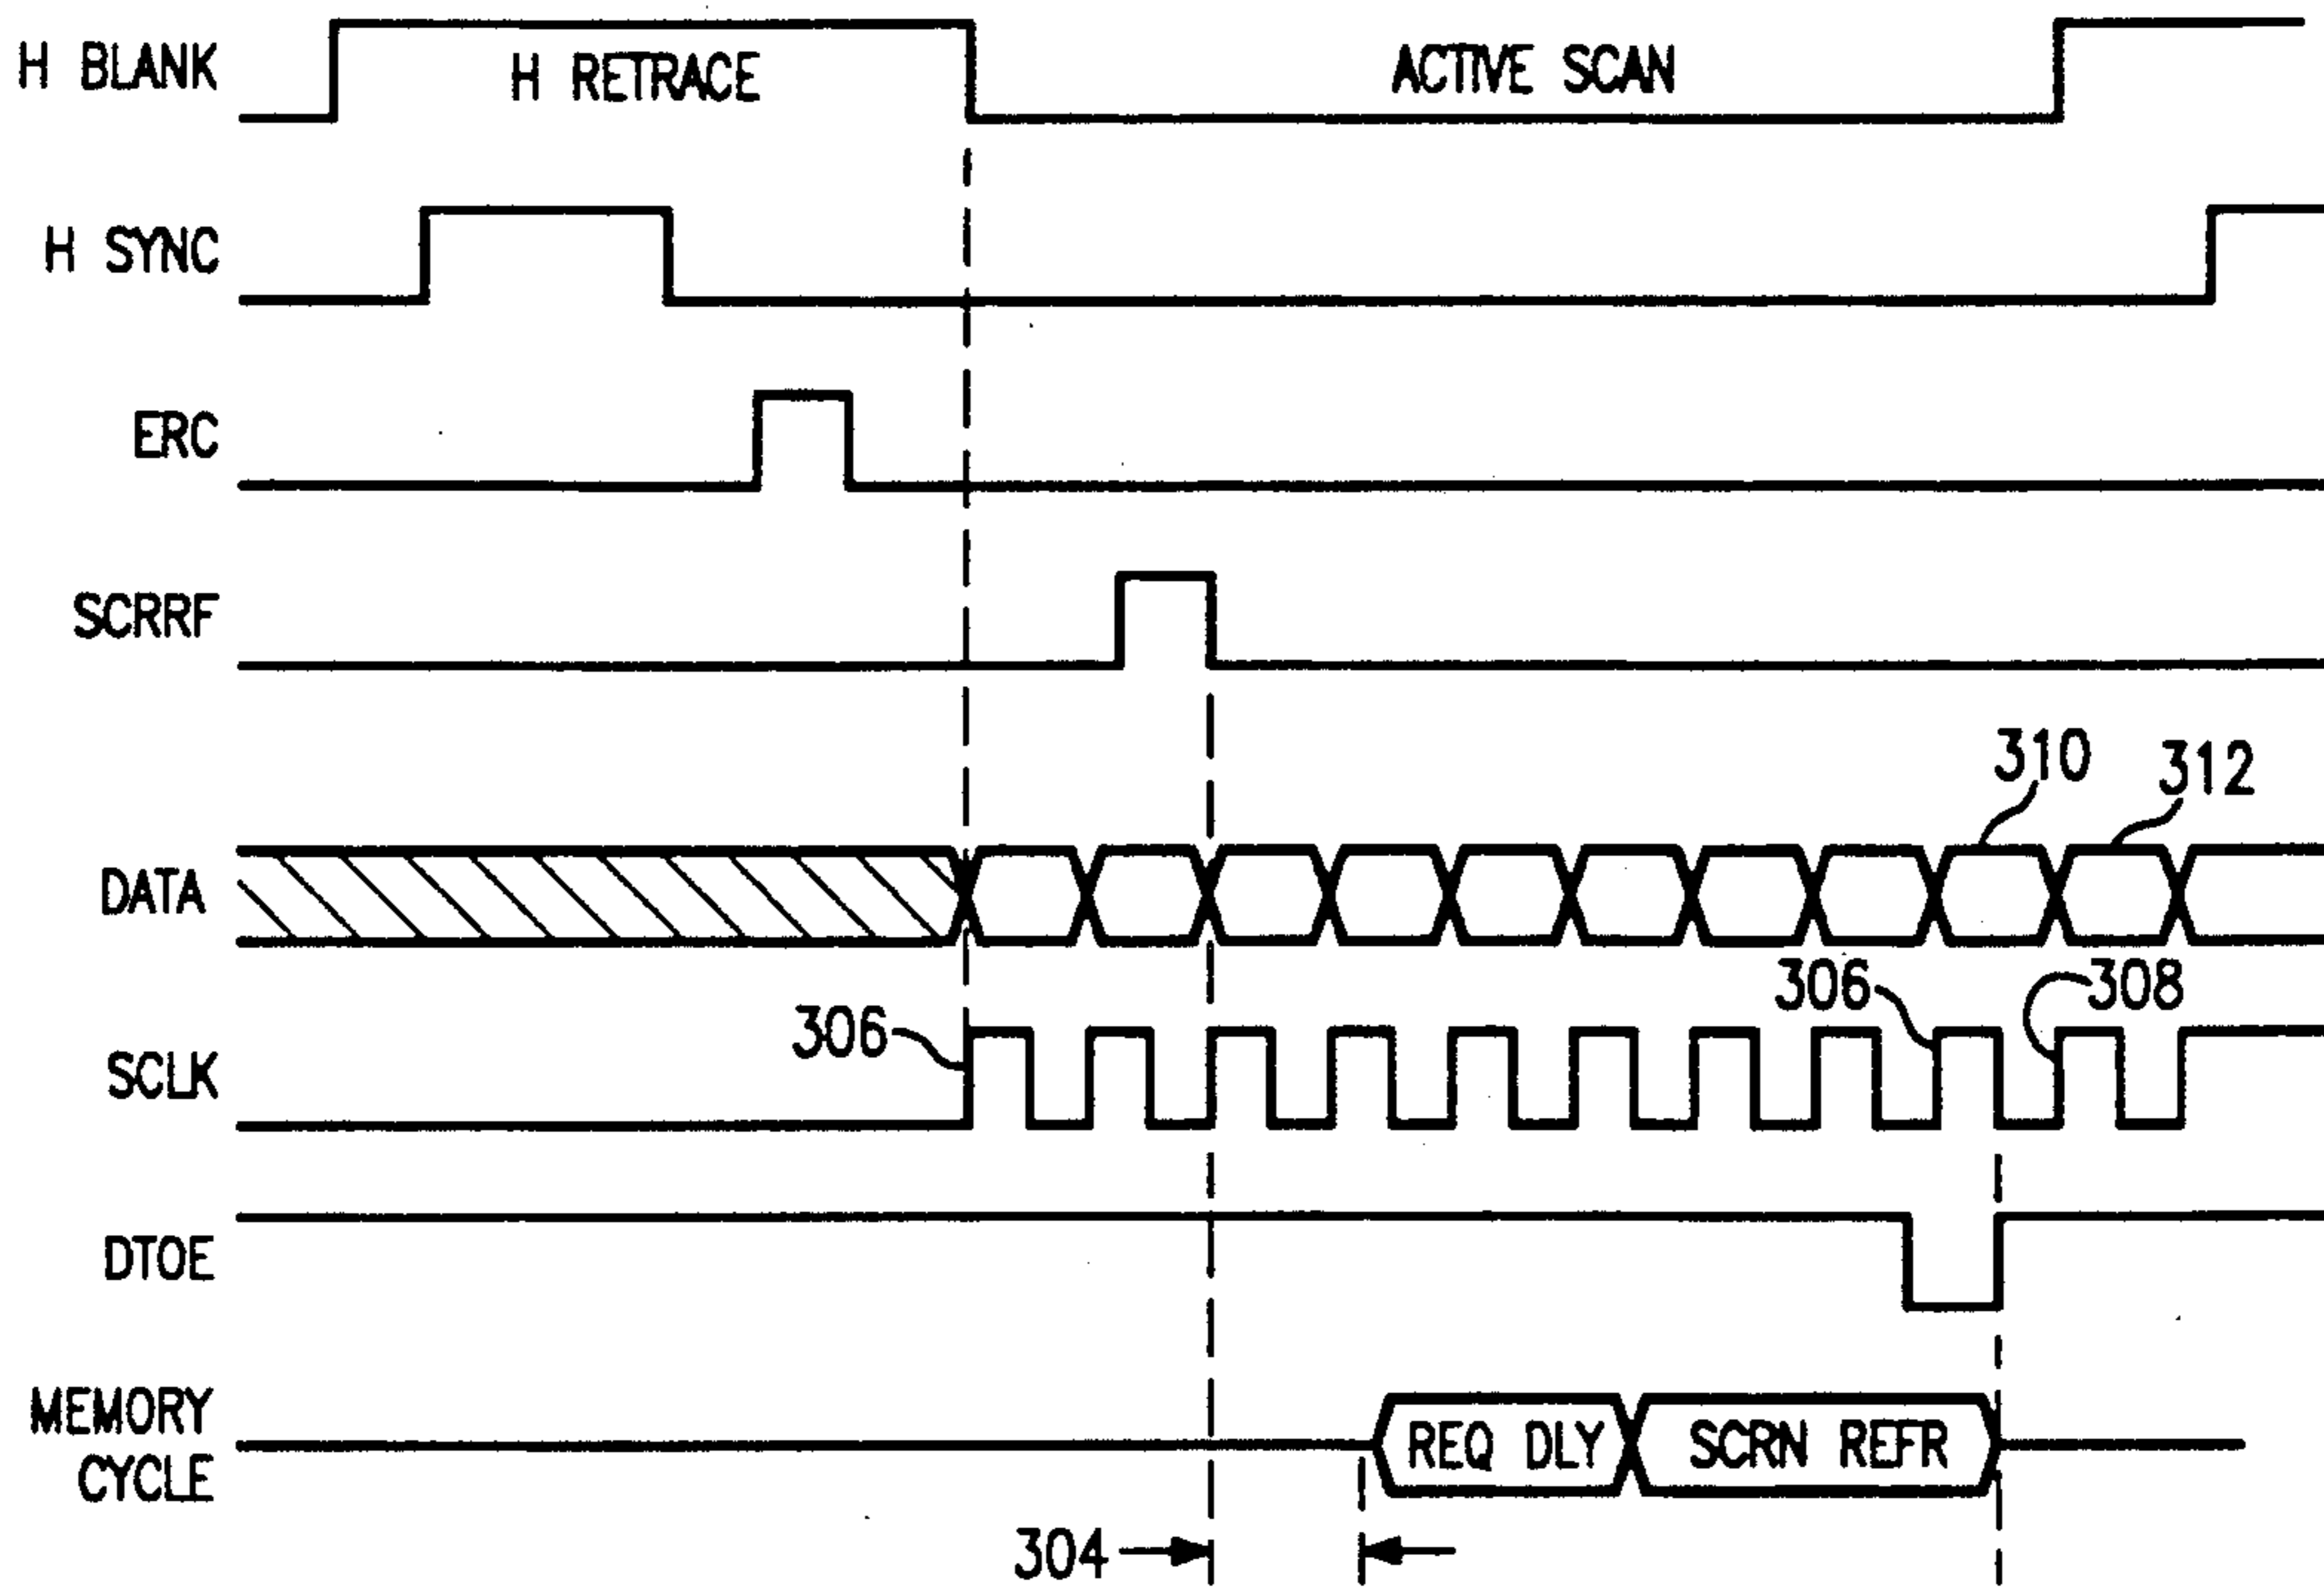 H BLANK
H RETRACE
ACTIVE SCAN
H SYNC
ERC
SCRRF
310
312
DATA
306
308
306
SCLK
DTOE
MEMORY
CYCLE
REQ DLY
SCRN REFR
304